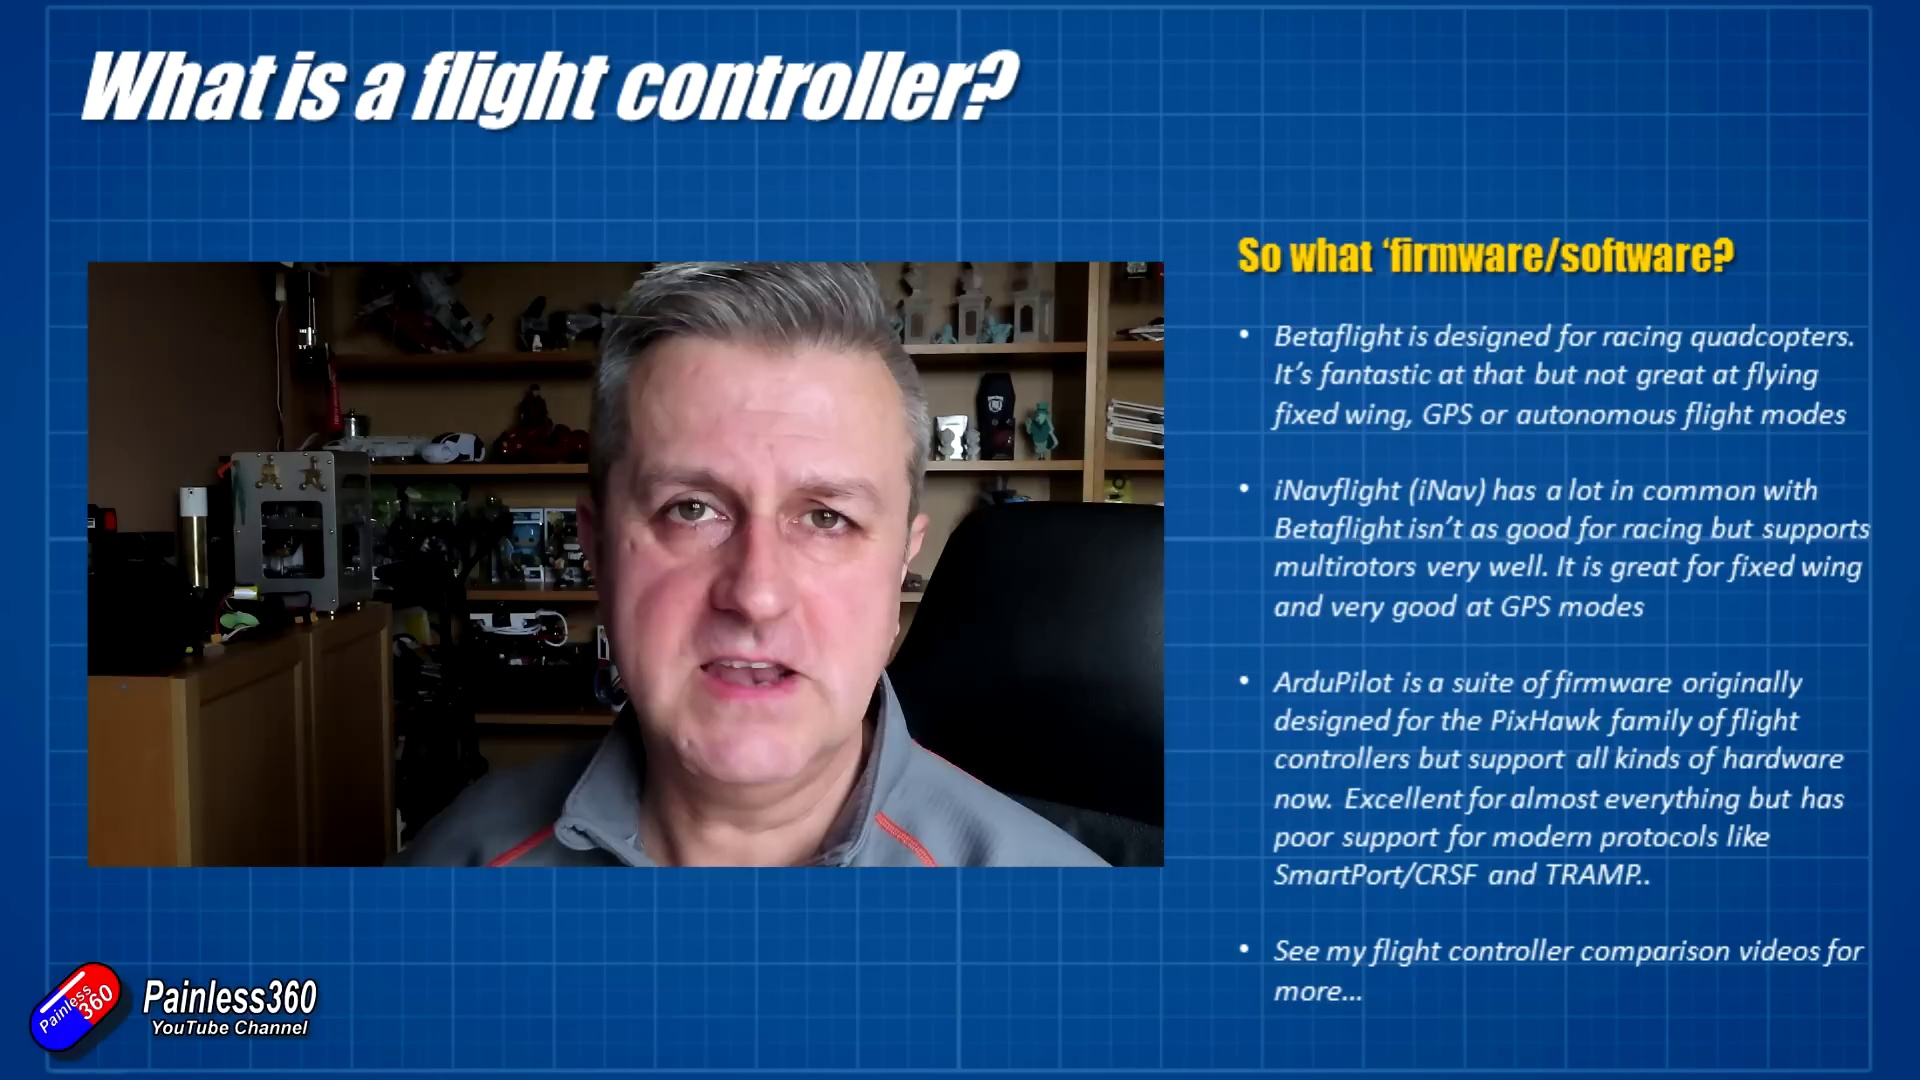 What is a flight controller?
So what ‘firmware/software?
• Betaflight is designed for racing quadcopters.
It’s fantastic at that but not great at flying
fixed wing, GPS or autonomous flight modes
• iNavflight (iNav) has a lot in common with
Betaflight isn’t as good for racing but supports
multirotors very well. It is great for fixed wing
and very good at GPS modes
• ArduPilot is a suite of firmware originally
designed for the PixHawk family of flight
controllers but support all kinds of hardware
now. Excellent for almost everything but has
poor support for modern protocols like
SmartPort/CRSF and TRAMP..
• See my flight controller comparison videos for
more...
Painless
360
Painless360
YouTube Channel